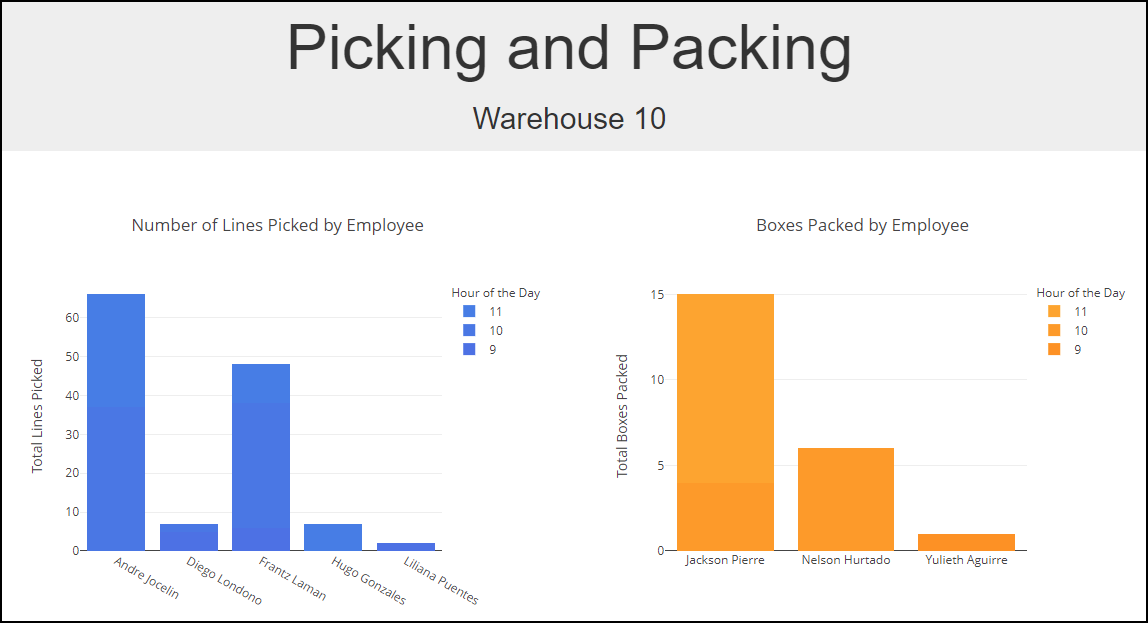 Picking and Packing
Warehouse 10
Number of Lines Picked by Employee
Total Lines Picked
60
50
40
30
20
10
0
Andre Jocelin
Diego Londono
Frantz Laman
Hugo Gonzales
Liliana Puentes
Hour of the Day
11
10
9
Boxes Packed by Employee
Total Boxes Packed
15
10
5
0
Jackson Pierre
Nelson Hurtado
Yulieth Aguirre
Hour of the Day
11
10
9